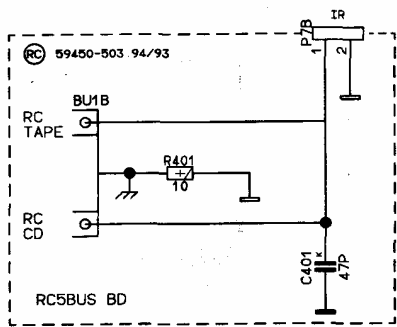 IR
P7B
1
2
RC 59450-503 94/93
BU1B
RC
TAPE
R401
10
RC
CD
C401
*
47P
RC5BUS BD